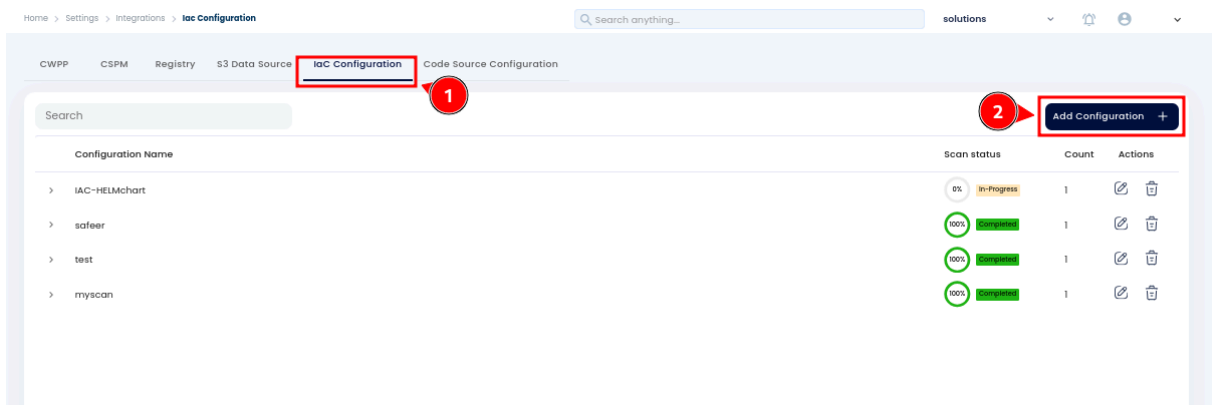 Home > Settings > Integrations > Iac Configuration
Search anything...
solutions
CWPP CSPM Registry S3 Data Source IaC Configuration Code Source Configuration
1
Search
2
Add Configuration +
Configuration Name Scan status Count Actions
> IAC-HELMchart 0% In-Progress 1
> safeer 100% Completed 1
> test 100% Completed 1
> myscan 100% Completed 1